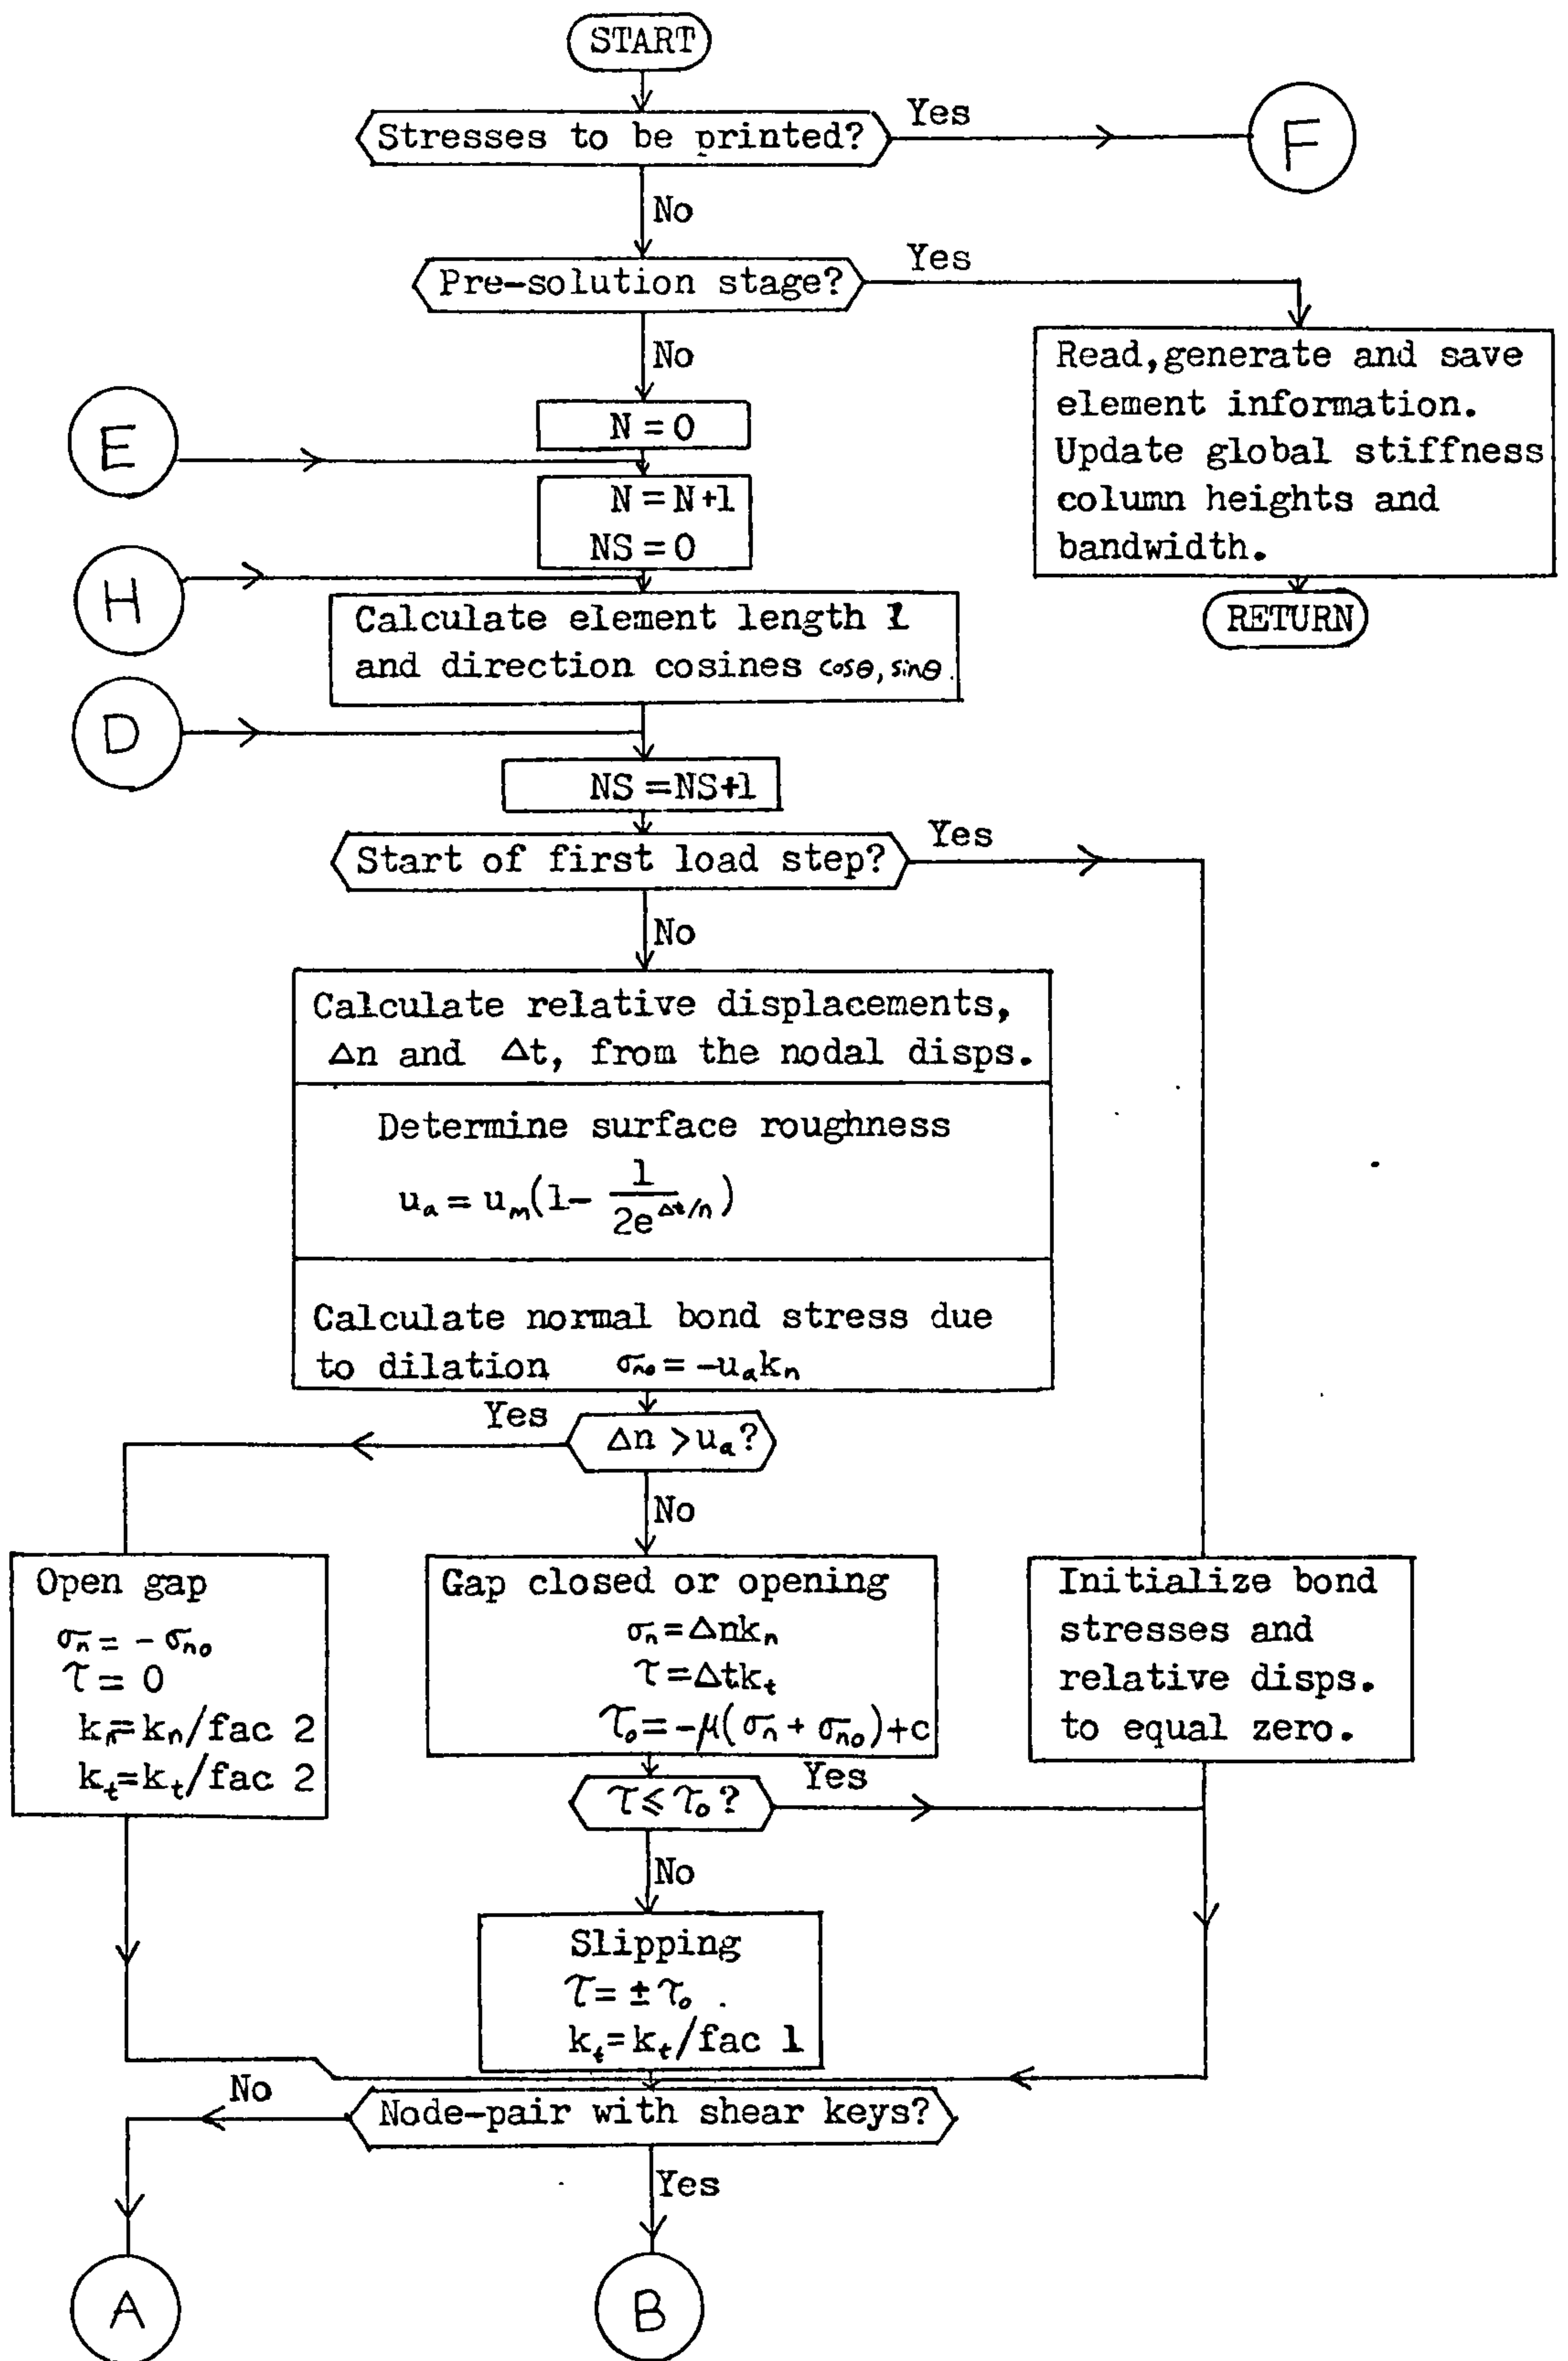 START
Stresses to be printed?
Yes
F
No
Pre-solution stage?
Yes
No
Read,generate and save
element information.
Update global stiffness
column heights and
bandwidth.
RETURN
N = 0
E
N = N+1
NS = 0
H
Calculate element length l
and direction cosines cosθ, sinθ.
D
NS = NS+1
Start of first load step?
Yes
No
Calculate relative displacements,
Δn and Δt, from the nodal disps.
Determine surface roughness
uₐ = uₘ(1- 1/2e^Δt/n)
Calculate normal bond stress due
to dilation σₙₒ = -uₐkₙ
Δn > uₐ?
Yes
No
Open gap
σₙ = - σₙₒ
τ = 0
kₙ=kₙ/fac 2
kₜ=kₜ/fac 2
Gap closed or opening
σₙ=Δnkₙ
τ=Δtkₜ
τₒ=-μ(σₙ + σₙₒ)+c
Initialize bond
stresses and
relative disps.
to equal zero.
τ ⩽ τₒ?
Yes
No
Slipping
τ = ± τₒ .
kₜ=kₜ/fac 1
Node-pair with shear keys?
No
Yes
A
B